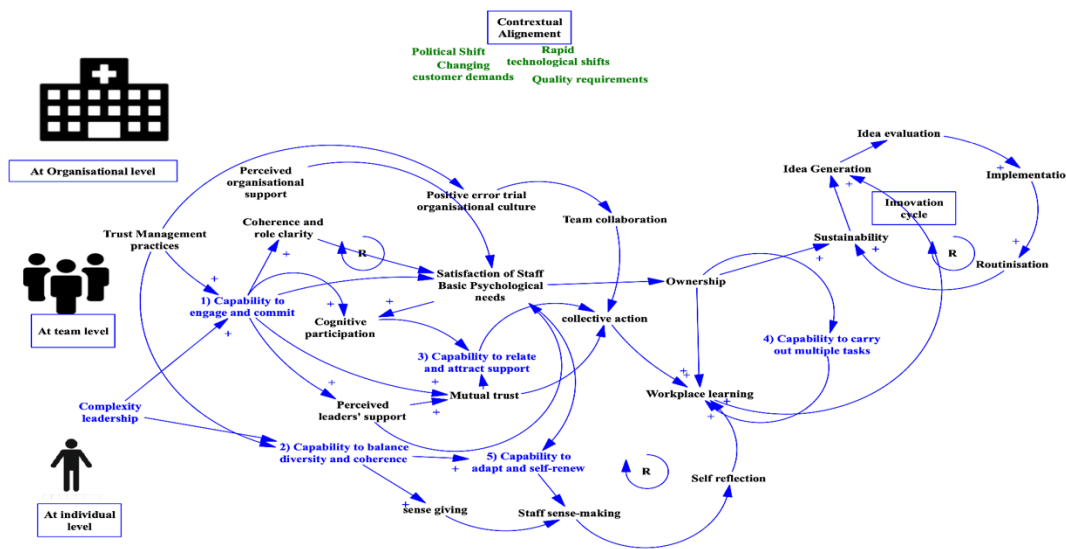 Contrextual
Alignement
Political Shift
Rapid
technological shifts
Changing
customer demands
Quality requirements
At Organisational level
Idea evaluation
Idea Generation
+
+
Implementatio
Perceived
organisational
support
Positive error trial
organisational culture
Innovation
cycle
Team collaboration
Coherence and
role clarity
Trust Management
practices
+
R
Sustainability
+
+
R
+
Routinisation
Satisfaction of Staff
Basic Psychological
needs
Ownership
+
1) Capability to
engage and commit
+
+
+
Cognitive
participation
collective action
At team level
3) Capability to relate
and attract support
4) Capability to carry
out multiple tasks
+
+
+
+
Mutual trust
Workplace learning
+
+
+
Complexity
leadership
Perceived
leaders' support
+
2) Capability to balance
diversity and coherence
+
5) Capability to
adapt and self-renew
R
Self reflection
At individual
level
+
sense giving
Staff sense-making